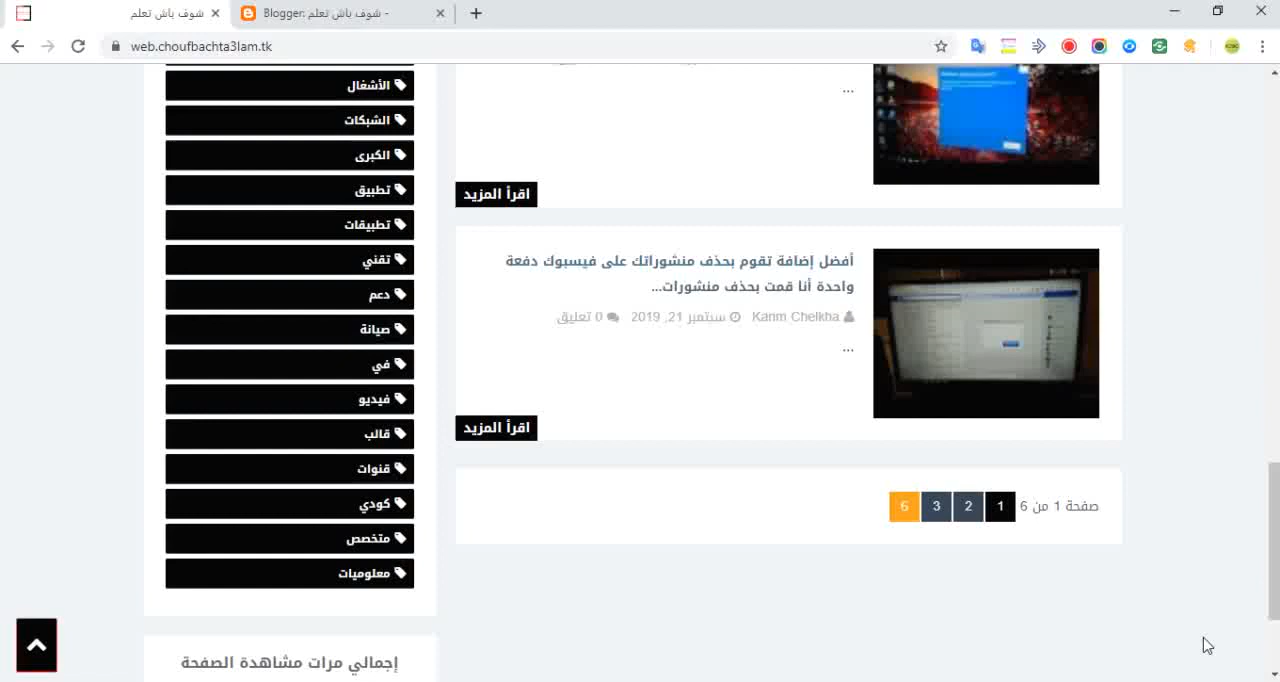 شوف باش تعلم
Blogger: شوف باش تعلم -
web.choufbachta3lam.tk
...
اقرأ المزيد
أفضل إضافة تقوم بحذف منشوراتك على فيسبوك دفعة
واحدة أنا قمت بحذف منشورات...
Karim Chelkha سبتمبر 21, 2019 0 تعليق
...
اقرأ المزيد
صفحة 1 من 6 1 2 3 6
الأشغال
الشبكات
الكبرى
تطبيق
تطبيقات
تقني
دعم
صيانة
في
فيديو
قالب
قنوات
كودي
متخصص
معلوميات
إجمالي مرات مشاهدة الصفحة